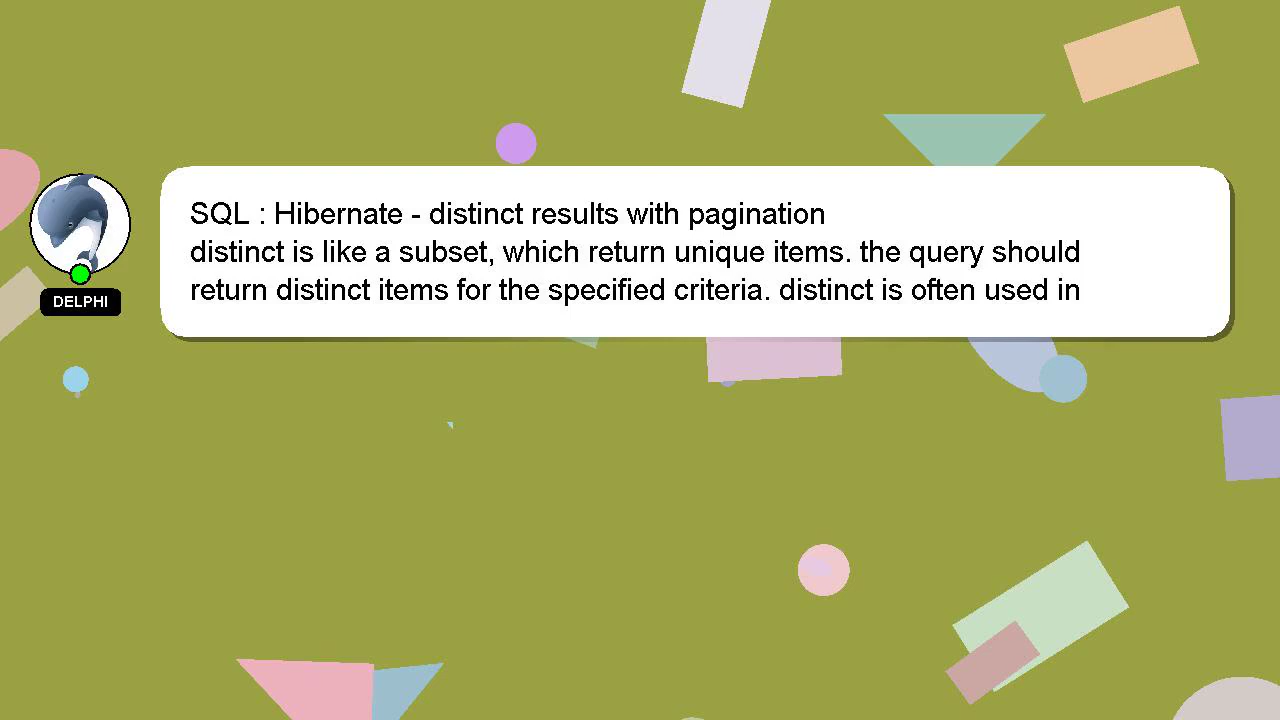 SQL : Hibernate - distinct results with pagination
distinct is like a subset, which return unique items. the query should
return distinct items for the specified criteria. distinct is often used in
DELPHI